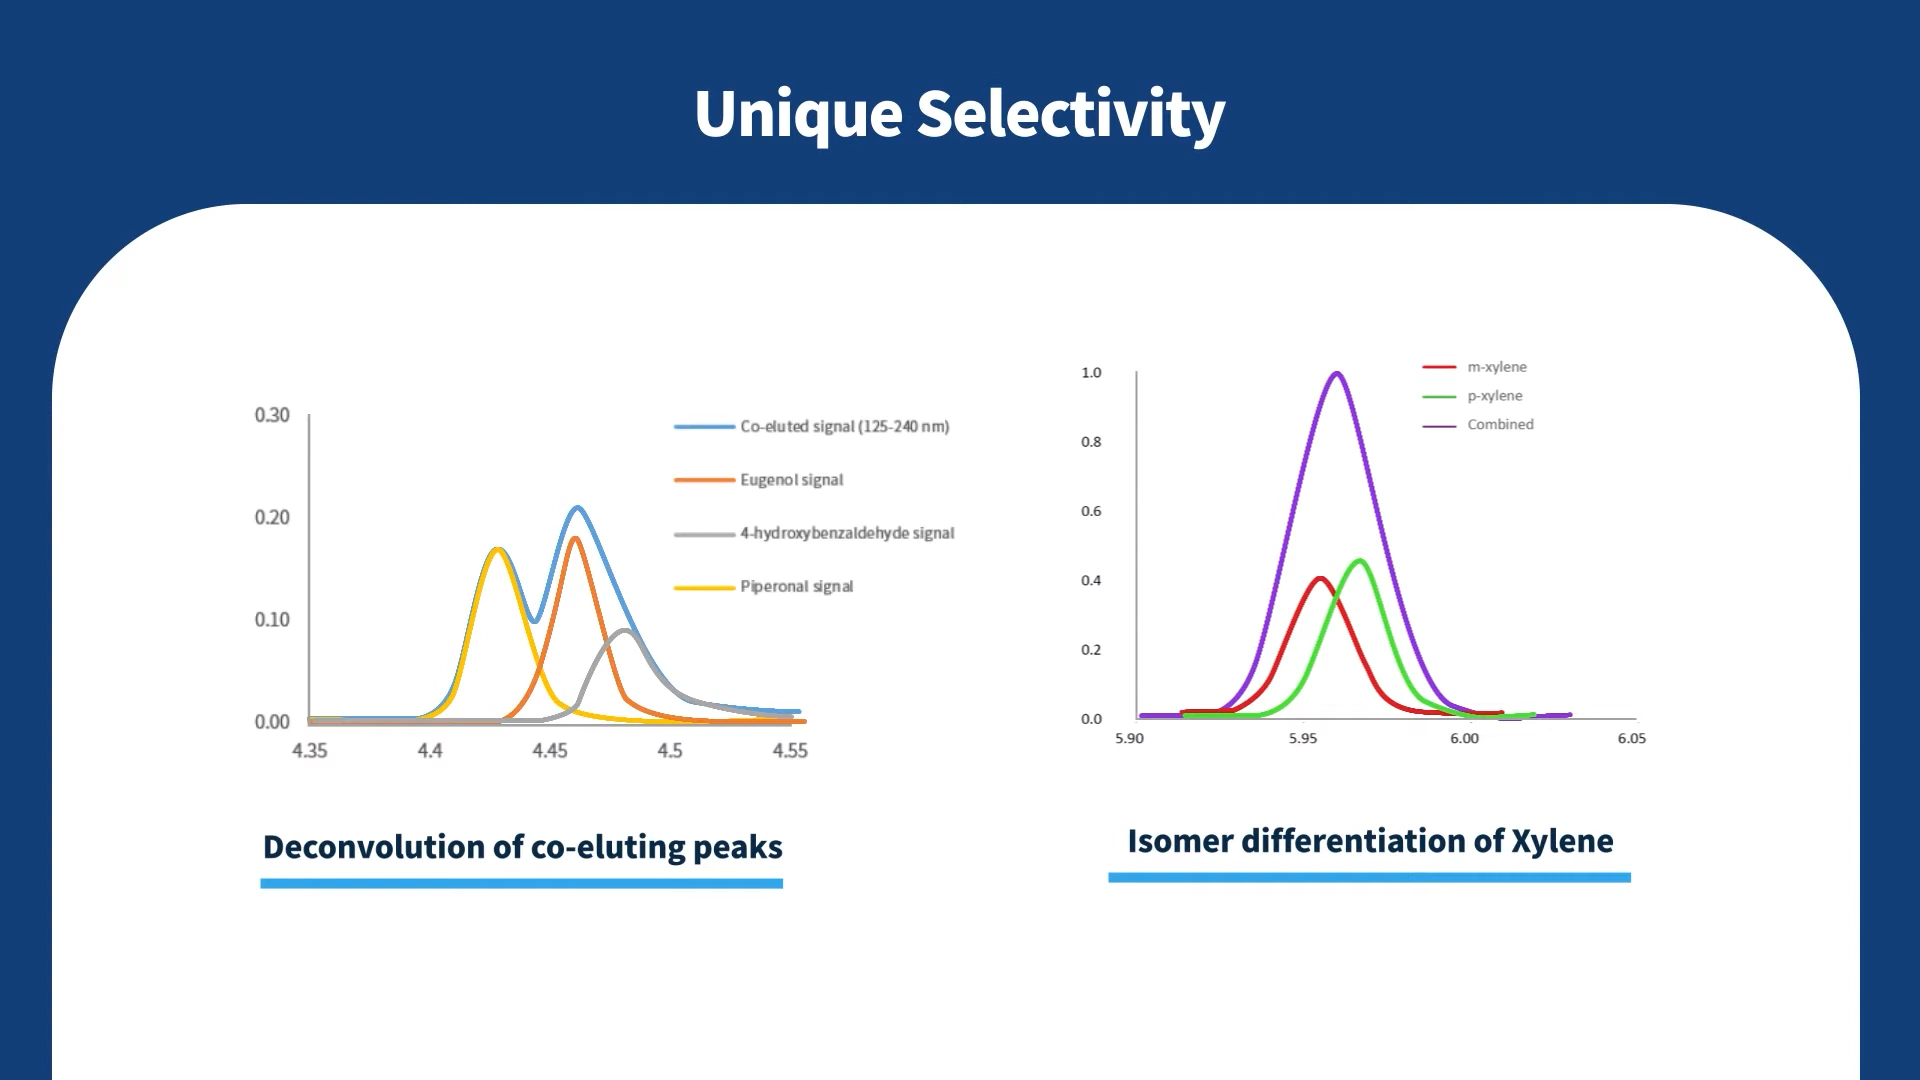 Unique Selectivity
0.30
0.20
0.10
0.00
4.35 4.4 4.45 4.5 4.55
Co-eluted signal (125-240 nm)
Eugenol signal
4-hydroxybenzaldehyde signal
Piperonal signal
Deconvolution of co-eluting peaks
1.0
0.8
0.6
0.4
0.2
0.0
5.90 5.95 6.00 6.05
m-xylene
p-xylene
Combined
Isomer differentiation of Xylene